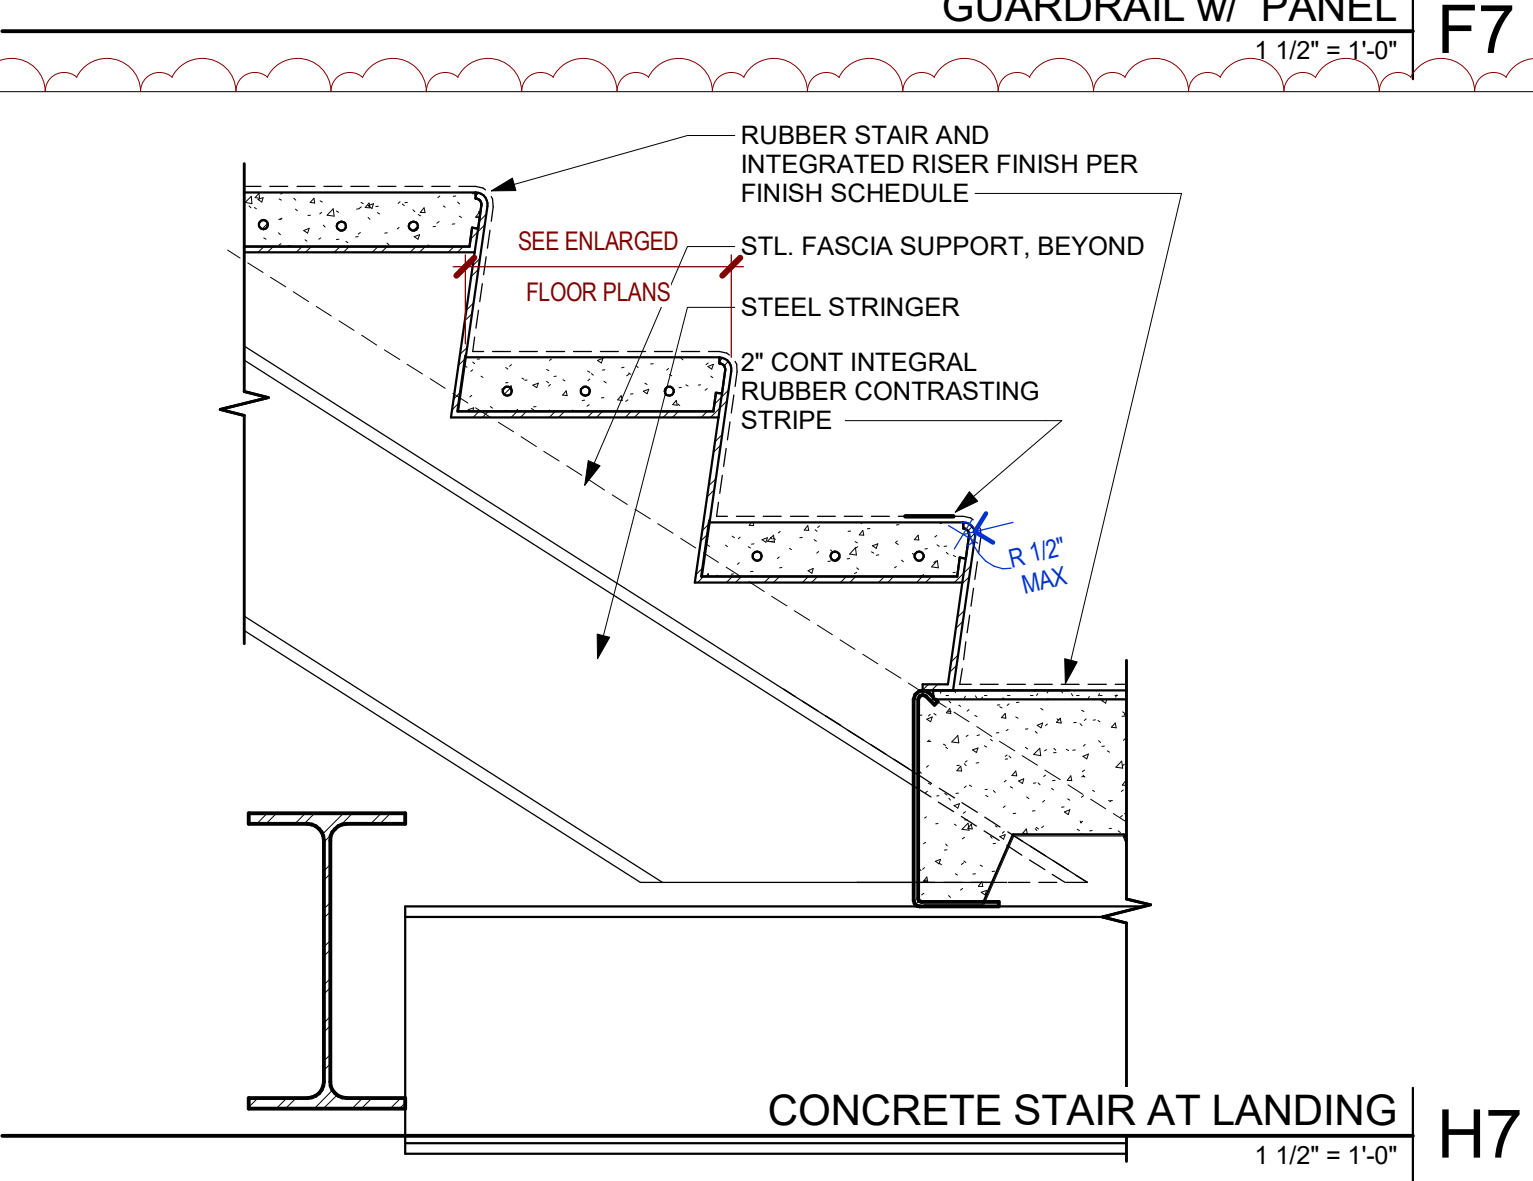 GUARDRAIL W/ PANEL
F7
1 1/2" = 1'-0"
RUBBER STAIR AND
INTEGRATED RISER FINISH PER
FINISH SCHEDULE
SEE ENLARGED
FLOOR PLANS
STL. FASCIA SUPPORT, BEYOND
STEEL STRINGER
2" CONT INTEGRAL
RUBBER CONTRASTING
STRIPE
R 1/2"
MAX
CONCRETE STAIR AT LANDING
H7
1 1/2" = 1'-0"